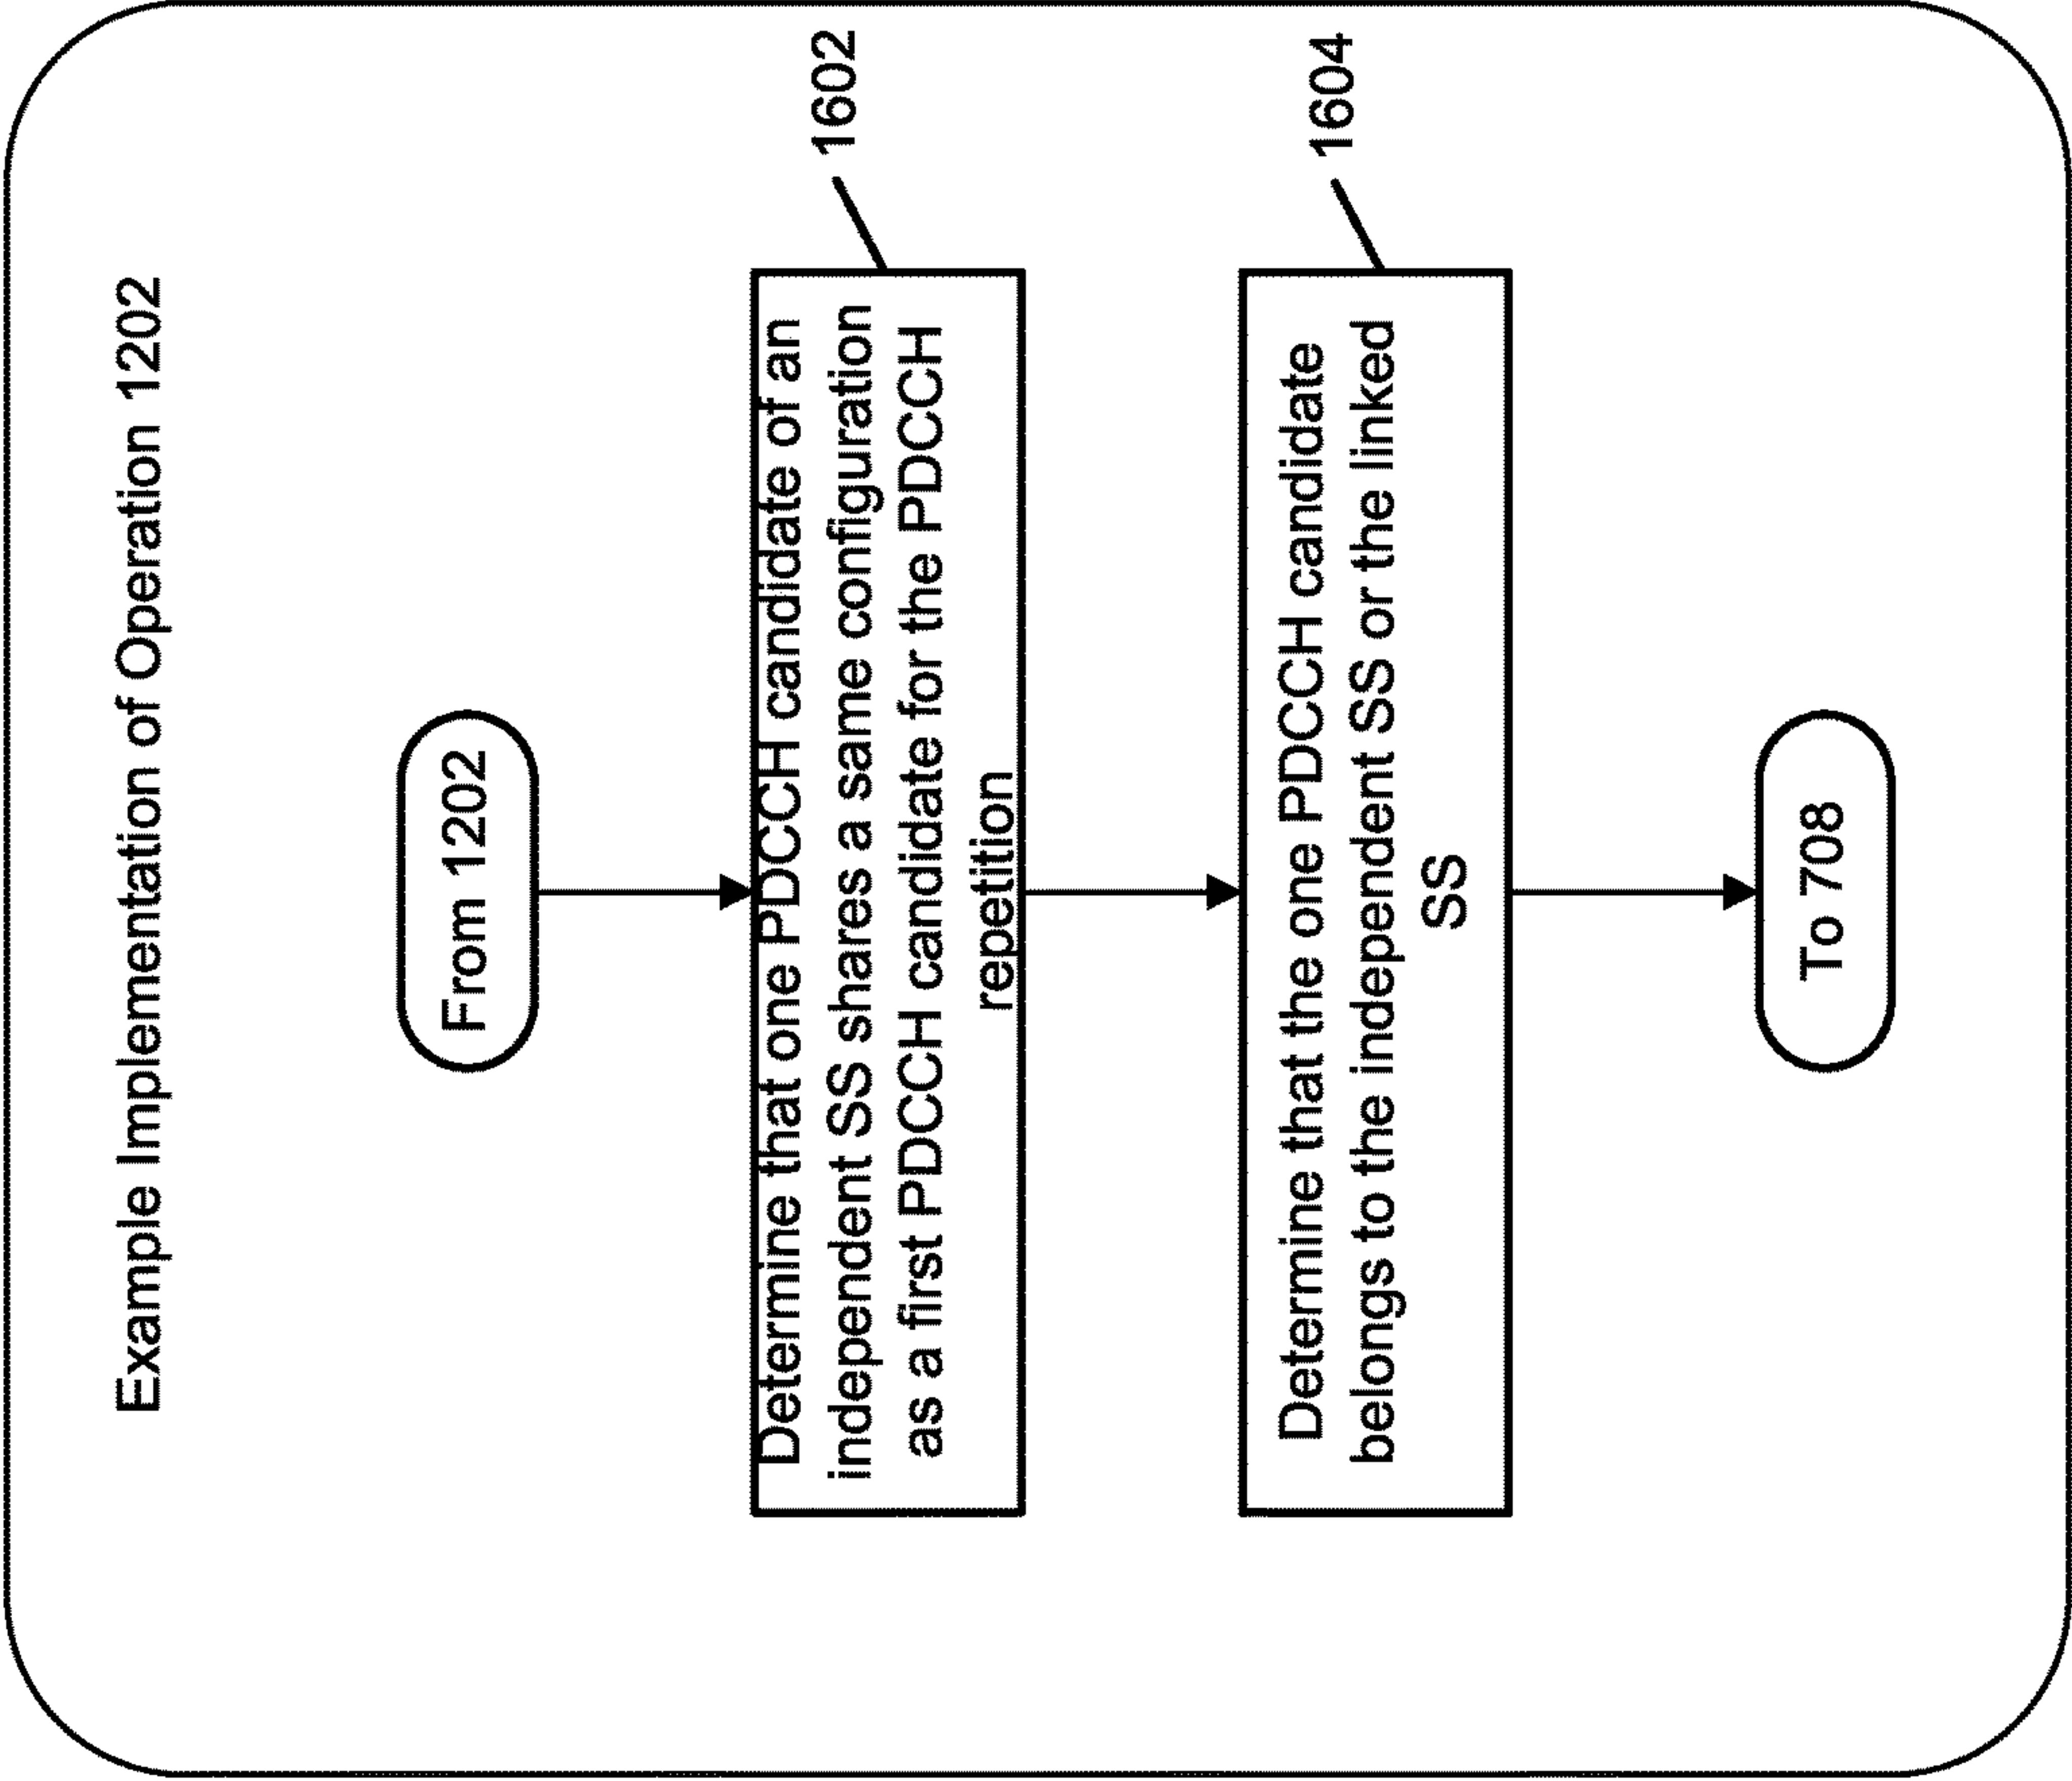 Example Implementation of Operation 1202
From 1202
Determine that one PDCCH candidate of an
independent SS shares a same configuration
as a first PDCCH candidate for the PDCCH
repetition
1602
Determine that the one PDCCH candidate
belongs to the independent SS or the linked
SS
1604
To 708